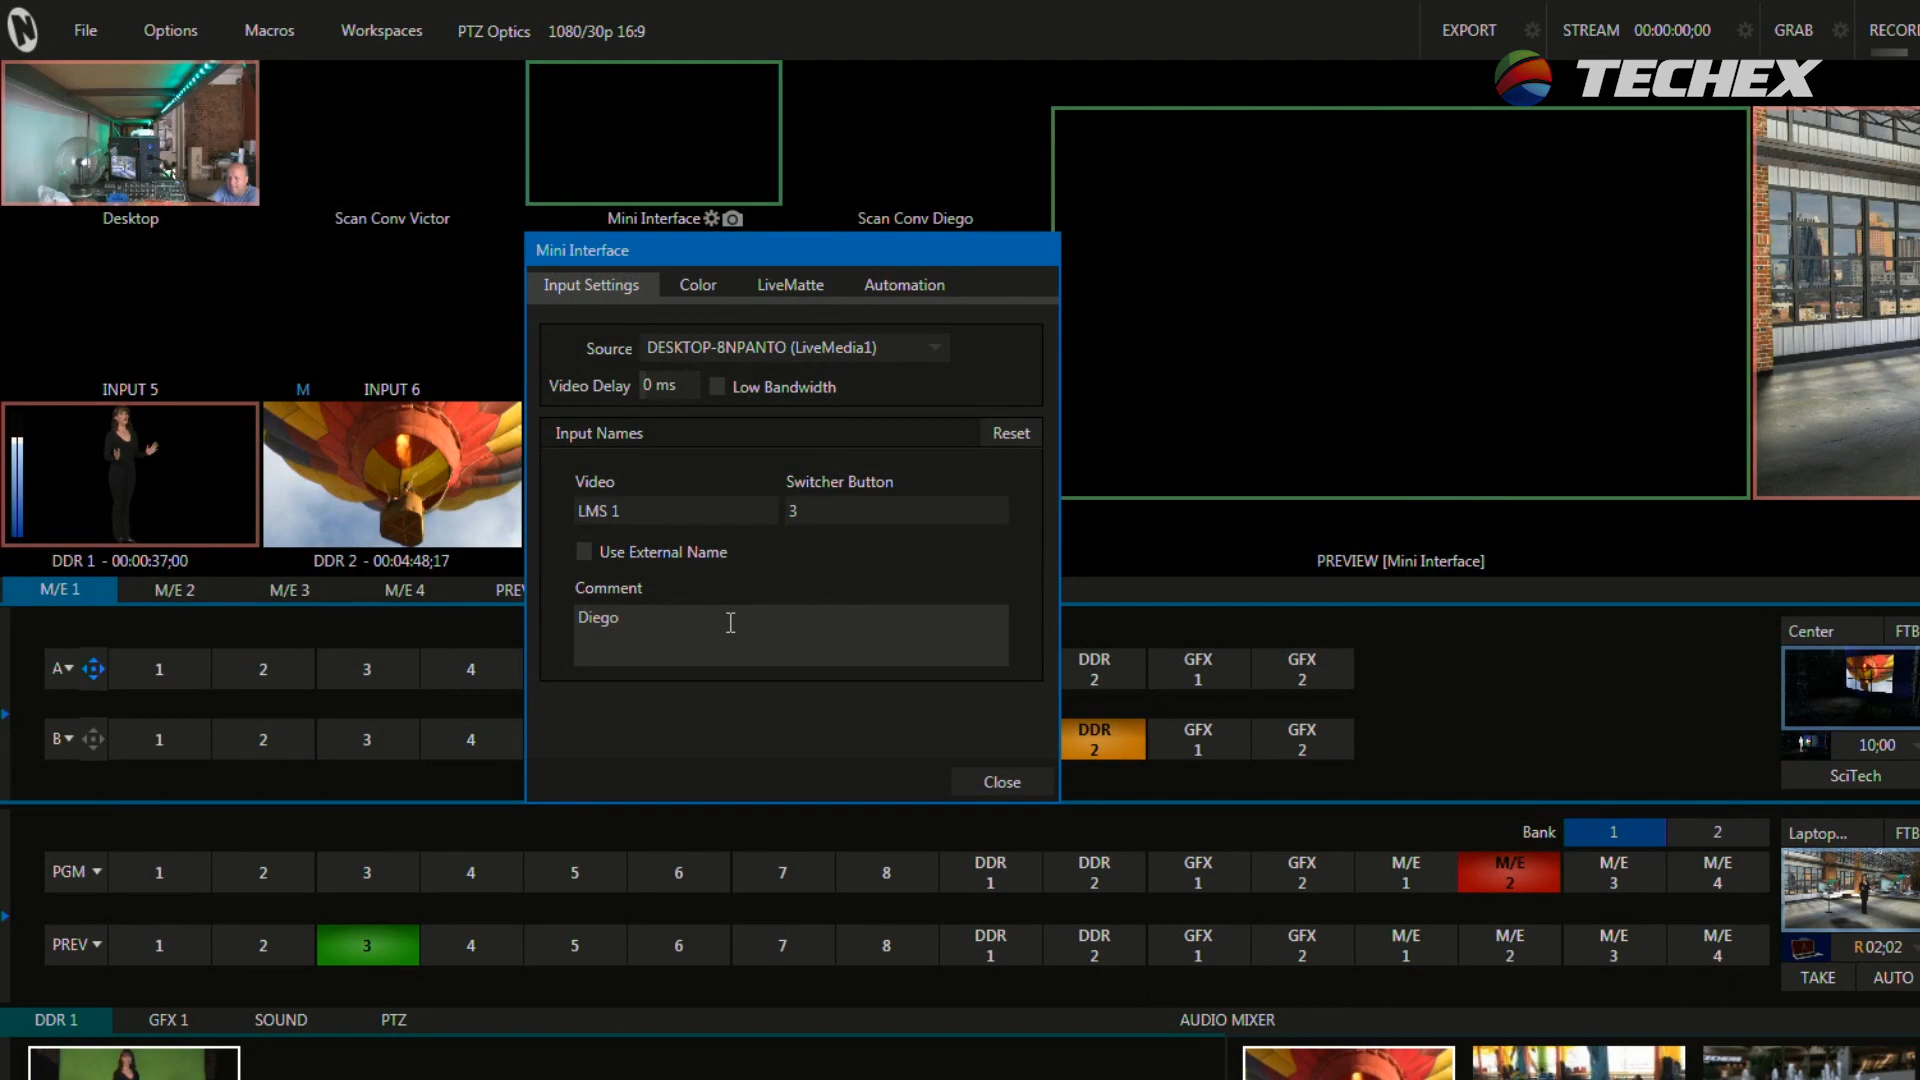 File Options Macros Workspaces PTZ Optics 1080/30p 16:9 EXPORT STREAM 00:00:00;00 GRAB RECOR
TECHEX
Desktop Scan Conv Victor Mini Interface Scan Conv Diego
Mini Interface
Input Settings Color LiveMatte Automation
Source DESKTOP-8NPANTO (LiveMedia1)
Video Delay 0 ms Low Bandwidth
INPUT 5 M INPUT 6
Input Names Reset
Video Switcher Button
LMS 1 3
Use External Name
DDR 1 - 00:00:37;00 DDR 2 - 00:04:48;17 PREVIEW [Mini Interface]
Comment
M/E 1 M/E 2 M/E 3 M/E 4 PREV
Diego
Center FTB
A 1 2 3 4 DDR 2 GFX 1 GFX 2
B 1 2 3 4 DDR 2 GFX 1 GFX 2
10;00
SciTech
Close
Bank 1 2 Laptop... FTB
PGM 1 2 3 4 5 6 7 8 DDR 1 DDR 2 GFX 1 GFX 2 M/E 1 M/E 2 M/E 3 M/E 4
PREV 1 2 3 4 5 6 7 8 DDR 1 DDR 2 GFX 1 GFX 2 M/E 1 M/E 2 M/E 3 M/E 4
R 02;02
TAKE AUTO
DDR 1 GFX 1 SOUND PTZ AUDIO MIXER